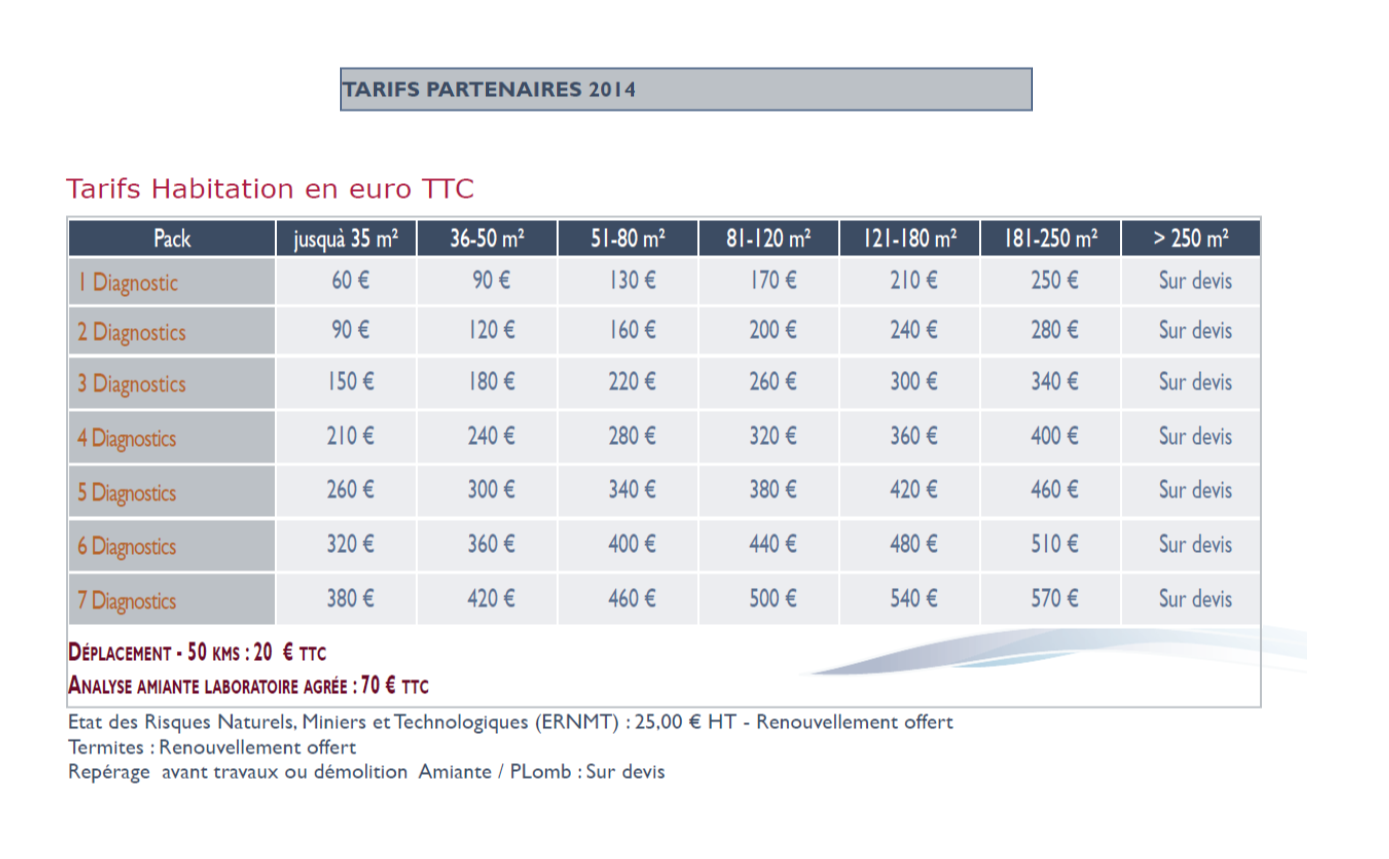 TARIFS PARTENAIRES 2014
Tarifs Habitation en euro TTC
Pack jusquà 35 m² 36-50 m² 51-80 m² 81-120 m² 121-180 m² 181-250 m² > 250 m²
1 Diagnostic 60 € 90 € 130 € 170 € 210 € 250 € Sur devis
2 Diagnostics 90 € 120 € 160 € 200 € 240 € 280 € Sur devis
3 Diagnostics 150 € 180 € 220 € 260 € 300 € 340 € Sur devis
4 Diagnostics 210 € 240 € 280 € 320 € 360 € 400 € Sur devis
5 Diagnostics 260 € 300 € 340 € 380 € 420 € 460 € Sur devis
6 Diagnostics 320 € 360 € 400 € 440 € 480 € 510 € Sur devis
7 Diagnostics 380 € 420 € 460 € 500 € 540 € 570 € Sur devis
DÉPLACEMENT - 50 KMS : 20 € TTC
ANALYSE AMIANTE LABORATOIRE AGRÉE : 70 € TTC
Etat des Risques Naturels, Miniers et Technologiques (ERNMT) : 25,00 € HT - Renouvellement offert
Termites : Renouvellement offert
Repérage avant travaux ou démolition Amiante / PLomb : Sur devis